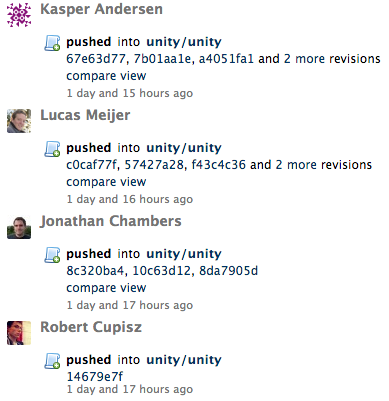 Kasper Andersen
pushed into unity/unity
67e63d77, 7b01aa1e, a4051fa1 and 2 more revisions
compare view
1 day and 15 hours ago
Lucas Meijer
pushed into unity/unity
c0caf77f, 57427a28, f43c4c36 and 2 more revisions
compare view
1 day and 16 hours ago
Jonathan Chambers
pushed into unity/unity
8c320ba4, 10c63d12, 8da7905d
compare view
1 day and 17 hours ago
Robert Cupisz
pushed into unity/unity
14679e7f
1 day and 17 hours ago